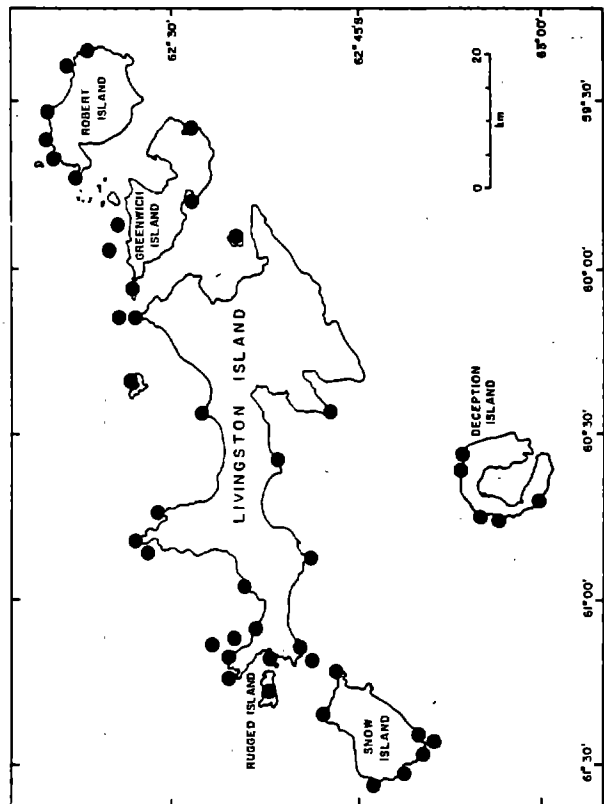 62° 30'
62° 45'S
63° 00'
59° 30'
60° 00'
60° 30'
61° 00'
61° 30'
20
km
0
ROBERT
ISLAND
GREENWICH
ISLAND
LIVINGSTON ISLAND
DECEPTION
ISLAND
RUGGED ISLAND
SNOW
ISLAND